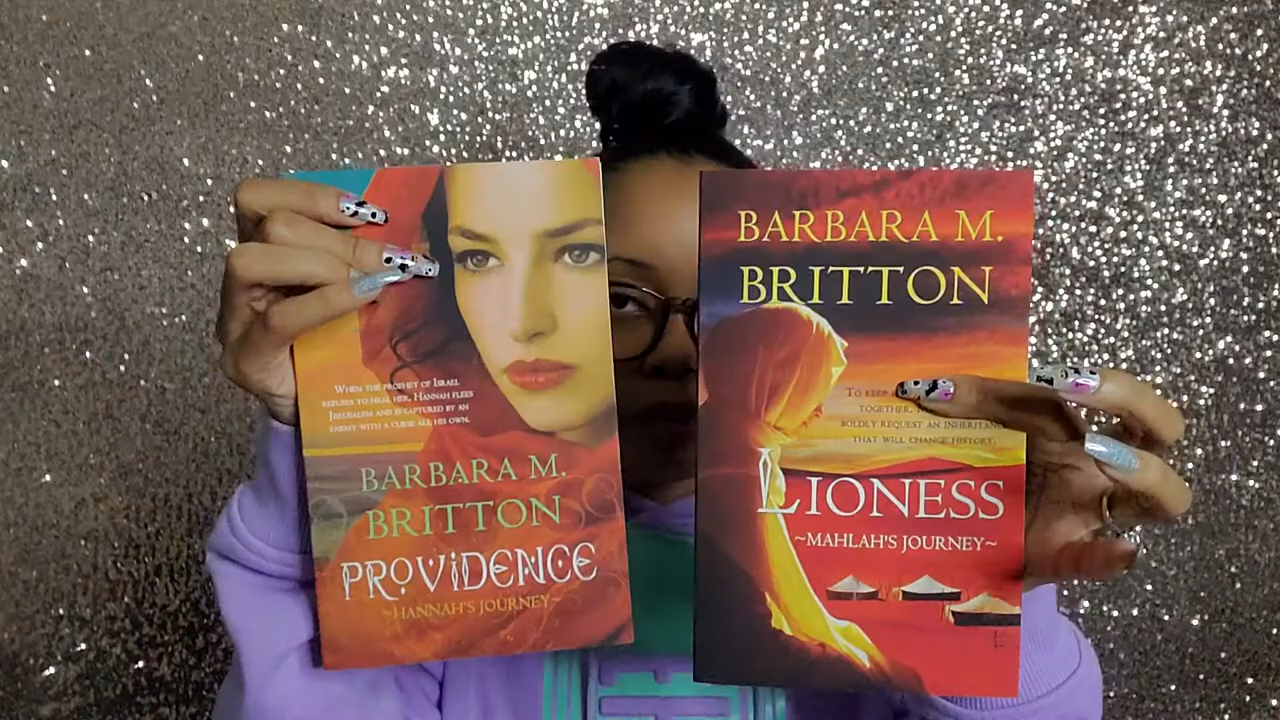 WHEN THE PROPHET OF ISRAEL
REFUSES TO HEAL HER, HANNAH FLEES
JERUSALEM AND IS CAPTURED BY AN
ENEMY WITH A CURSE ALL HIS OWN.
BARBARA M.
BRITTON
PROViDENCE
~HANNAH'S JOURNEY~
BARBARA M.
BRITTON
TO KEEP
TOGETHER,
BOLDLY REQUEST AN INHERITANC
THAT WILL CHANGE HISTORY.
LIONESS
~MAHLAH'S JOURNEY~